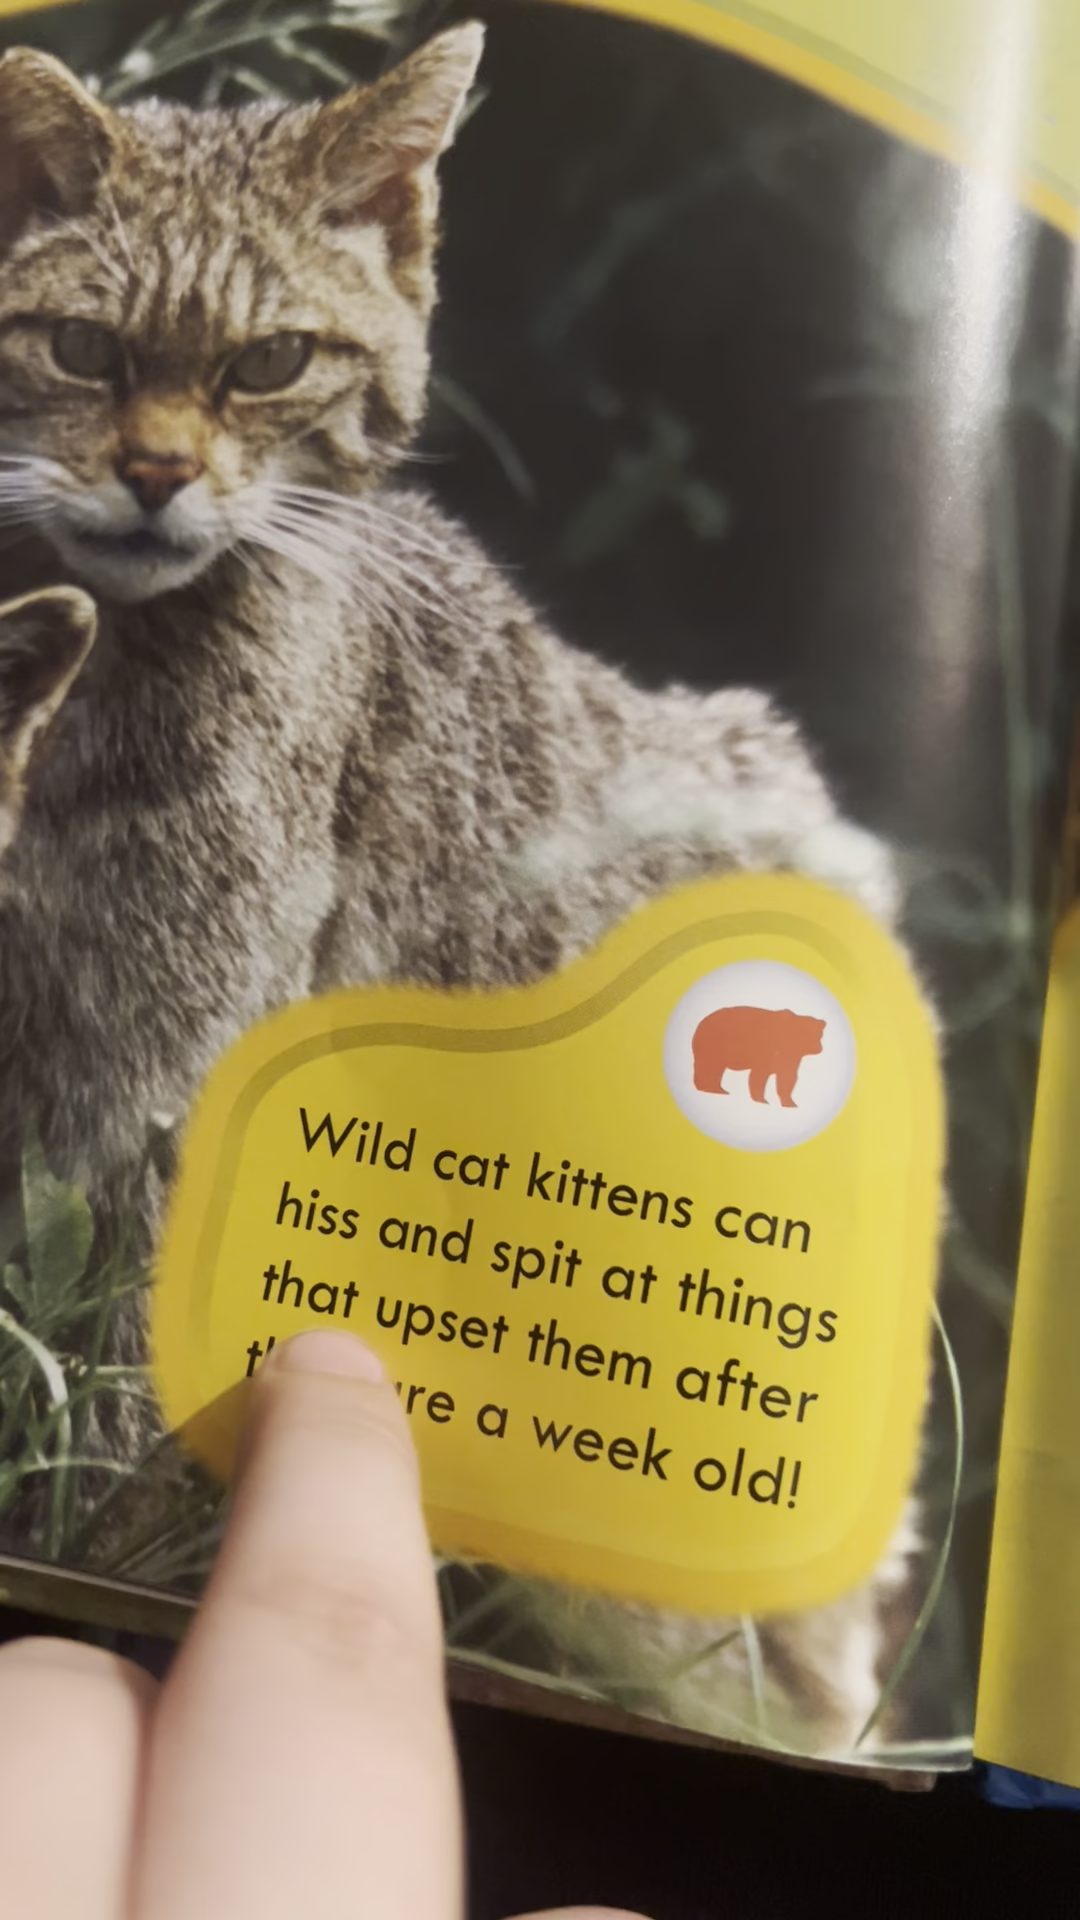 Wild cat kittens can
hiss and spit at things
that upset them after
a week old!